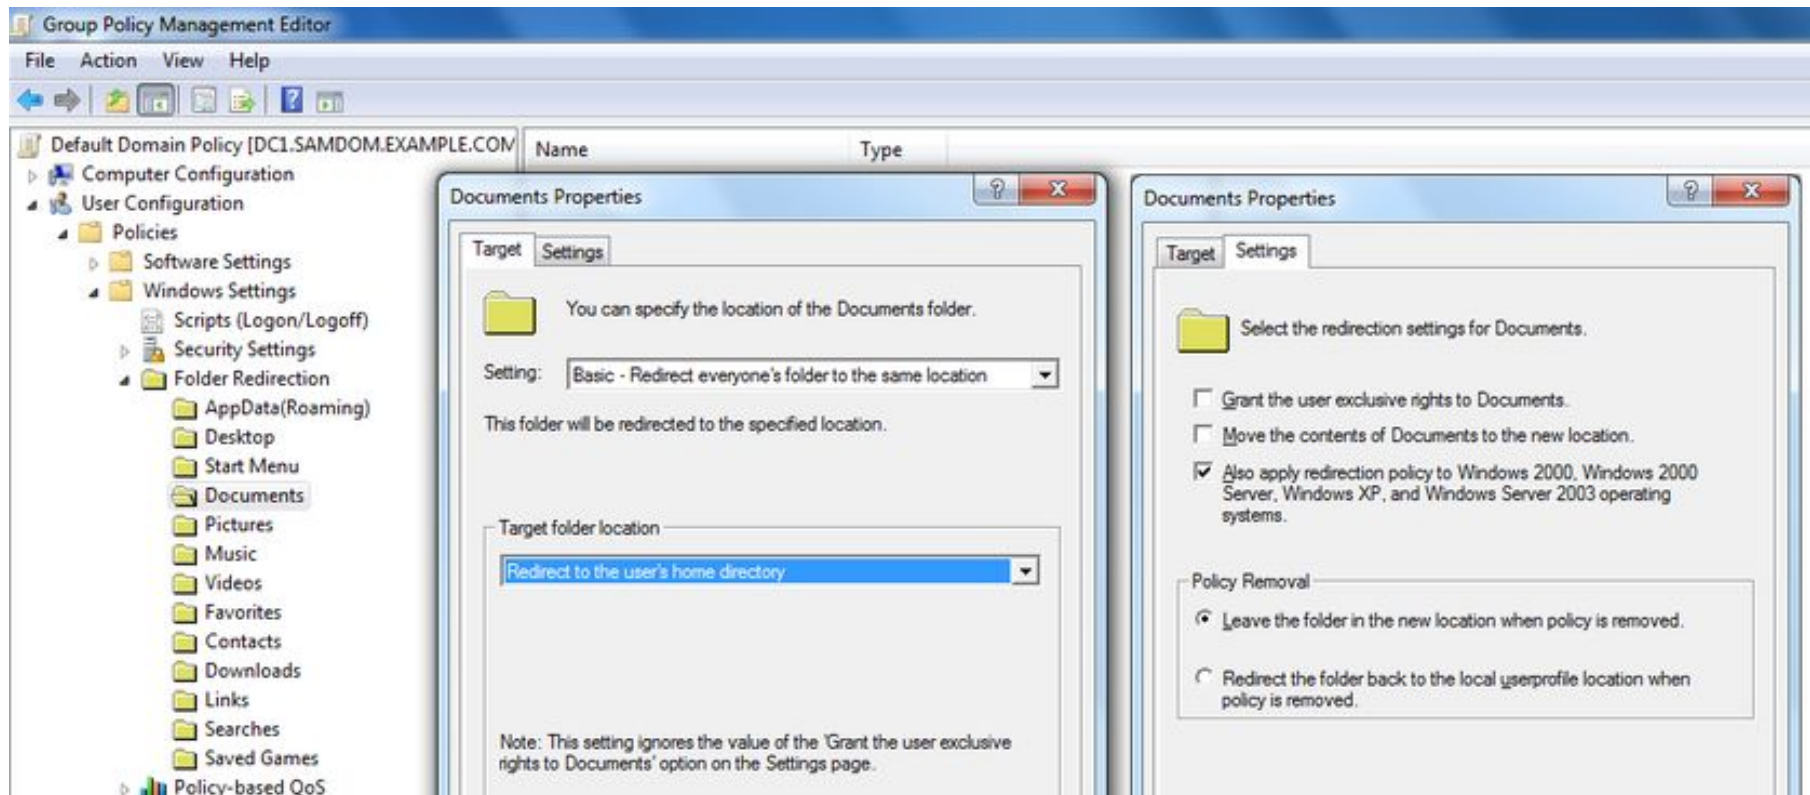 Group Policy Management Editor
File Action View Help
Default Domain Policy [DC1.SAMDOM.EXAMPLE.COM
Computer Configuration
User Configuration
Policies
Software Settings
Windows Settings
Scripts (Logon/Logoff)
Security Settings
Folder Redirection
AppData(Roaming)
Desktop
Start Menu
Documents
Pictures
Music
Videos
Favorites
Contacts
Downloads
Links
Searches
Saved Games
Policy-based QoS
Name Type
Documents Properties
Target Settings
You can specify the location of the Documents folder.
Setting: Basic - Redirect everyone's folder to the same location
This folder will be redirected to the specified location.
Target folder location
Redirect to the user's home directory
Note: This setting ignores the value of the 'Grant the user exclusive
rights to Documents' option on the Settings page.
Documents Properties
Target Settings
Select the redirection settings for Documents.
Grant the user exclusive rights to Documents.
Move the contents of Documents to the new location.
Also apply redirection policy to Windows 2000, Windows 2000
Server, Windows XP, and Windows Server 2003 operating
systems.
Policy Removal
Leave the folder in the new location when policy is removed.
Redirect the folder back to the local userprofile location when
policy is removed.